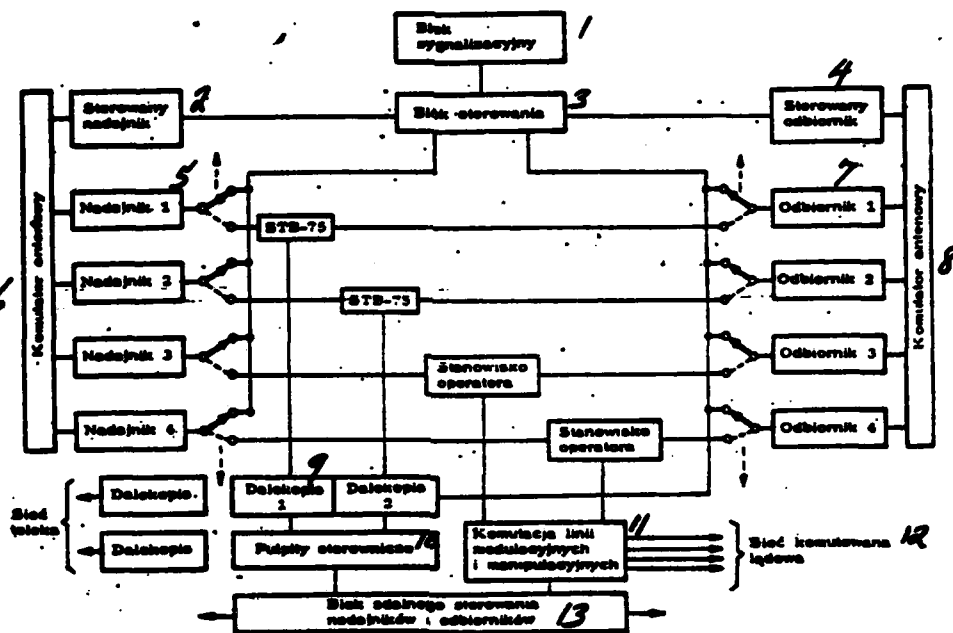 Blok
sygnalizacyjny
1
Sterowany
nadajnik
2
Blok sterowania
3
Sterowany
odbiornik
4
Komutator antenowy
Nadajnik 1
5
Odbiornik 1
7
Komutator antenowy
8
STB-75
Nadajnik 2
Odbiornik 2
STB-75
Nadajnik 3
Stanowisko
operatora
Odbiornik 3
Nadajnik 4
Stanowisko
operatora
Odbiornik 4
Sieć
teleks
Dalekopis
Dalekopis
Dalekopis
1
9
Dalekopis
2
Pulpity sterownicze
10
Komutacja linii
modulacyjnych
i manipulacyjnych
11
Sieć komutowana
lądowa
12
Blok zdalnego sterowania
nadajników i odbiorników
13